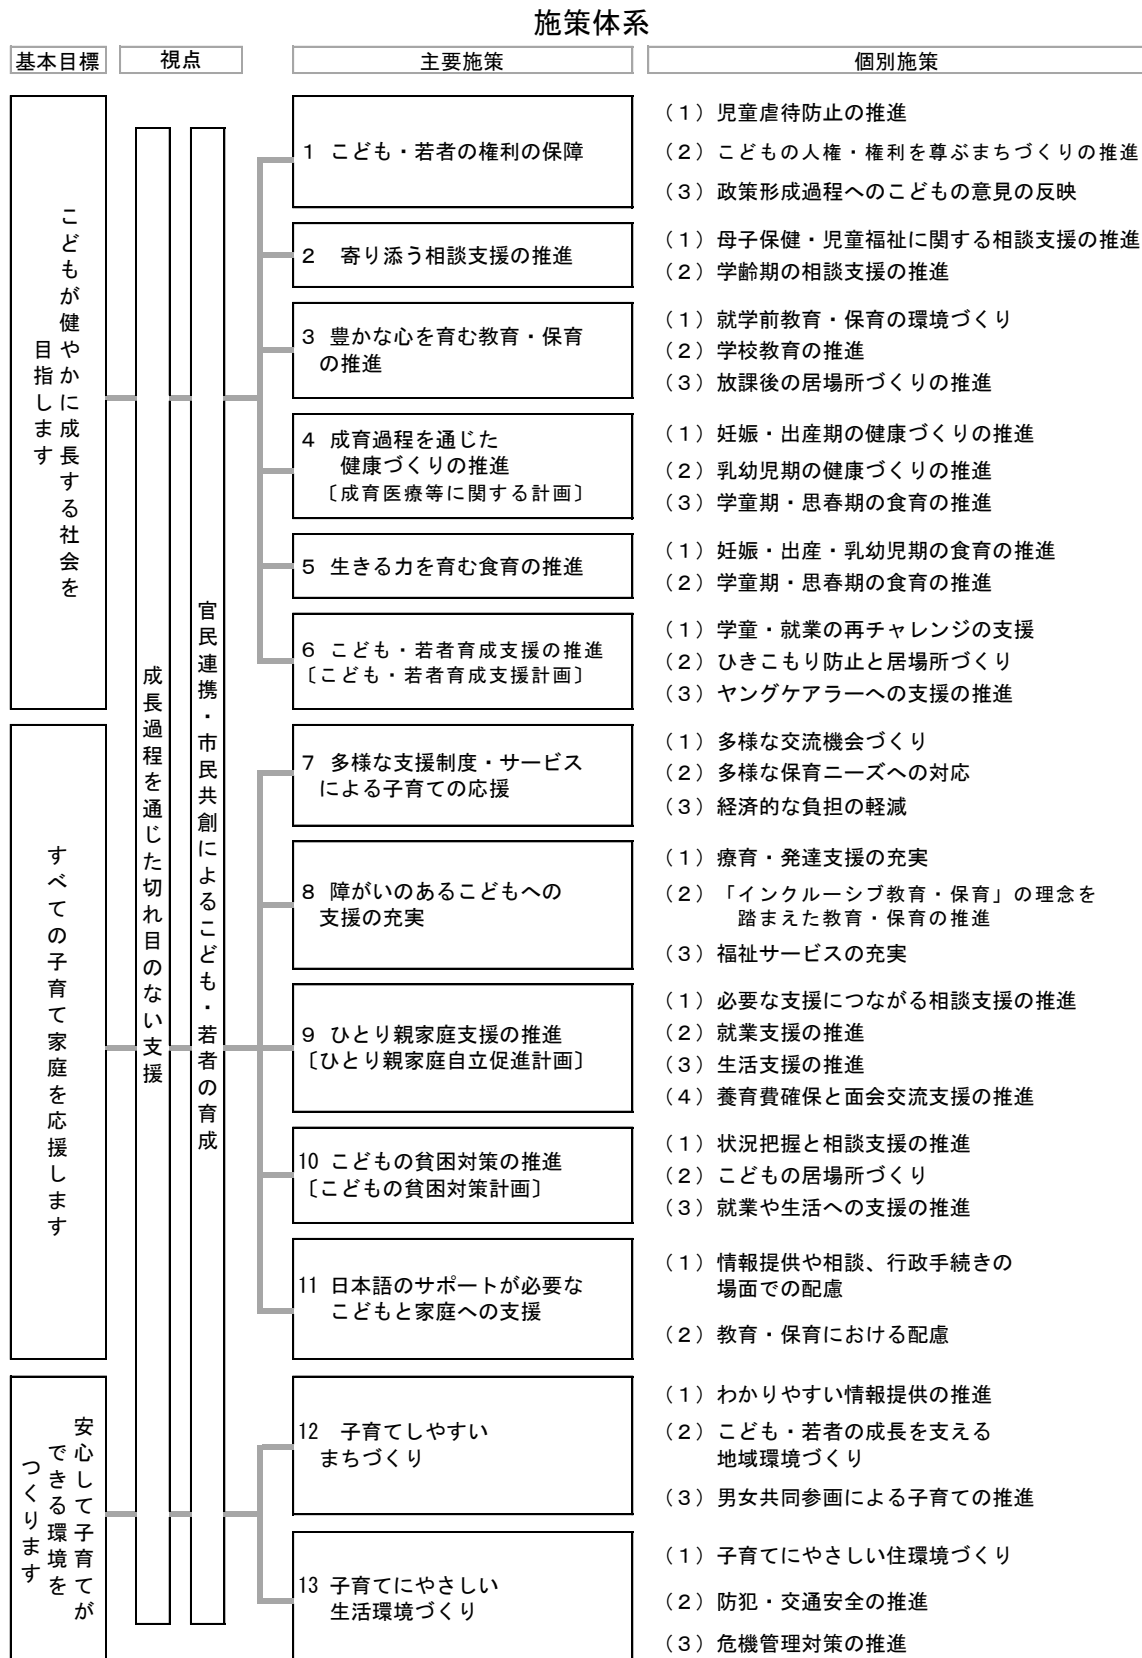 施策体系
基本目標
視点
主要施策
個別施策
こどもが健やかに成長する社会を
目指します
すべての子育て家庭を応援します
安心して子育てが
できる環境を
つくります
成長過程を通じた切れ目のない支援
官民連携・市民共創によるこども・若者の育成
1 こども・若者の権利の保障
(1) 児童虐待防止の推進
(2) こどもの人権・権利を尊ぶまちづくりの推進
(3) 政策形成過程へのこどもの意見の反映
2 寄り添う相談支援の推進
(1) 母子保健・児童福祉に関する相談支援の推進
(2) 学齢期の相談支援の推進
3 豊かな心を育む教育・保育
の推進
(1) 就学前教育・保育の環境づくり
(2) 学校教育の推進
(3) 放課後の居場所づくりの推進
4 成育過程を通じた
健康づくりの推進
〔成育医療等に関する計画〕
(1) 妊娠・出産期の健康づくりの推進
(2) 乳幼児期の健康づくりの推進
(3) 学童期・思春期の食育の推進
5 生きる力を育む食育の推進
(1) 妊娠・出産・乳幼児期の食育の推進
(2) 学童期・思春期の食育の推進
6 こども・若者育成支援の推進
〔こども・若者育成支援計画〕
(1) 学童・就業の再チャレンジの支援
(2) ひきこもり防止と居場所づくり
(3) ヤングケアラーへの支援の推進
7 多様な支援制度・サービス
による子育ての応援
(1) 多様な交流機会づくり
(2) 多様な保育ニーズへの対応
(3) 経済的な負担の軽減
8 障がいのあるこどもへの
支援の充実
(1) 療育・発達支援の充実
(2) 「インクルーシブ教育・保育」の理念を
踏まえた教育・保育の推進
(3) 福祉サービスの充実
9 ひとり親家庭支援の推進
〔ひとり親家庭自立促進計画〕
(1) 必要な支援につながる相談支援の推進
(2) 就業支援の推進
(3) 生活支援の推進
(4) 養育費確保と面会交流支援の推進
10 こどもの貧困対策の推進
〔こどもの貧困対策計画〕
(1) 状況把握と相談支援の推進
(2) こどもの居場所づくり
(3) 就業や生活への支援の推進
11 日本語のサポートが必要な
こどもと家庭への支援
(1) 情報提供や相談、行政手続きの
場面での配慮
(2) 教育・保育における配慮
12 子育てしやすい
まちづくり
(1) わかりやすい情報提供の推進
(2) こども・若者の成長を支える
地域環境づくり
(3) 男女共同参画による子育ての推進
13 子育てにやさしい
生活環境づくり
(1) 子育てにやさしい住環境づくり
(2) 防犯・交通安全の推進
(3) 危機管理対策の推進